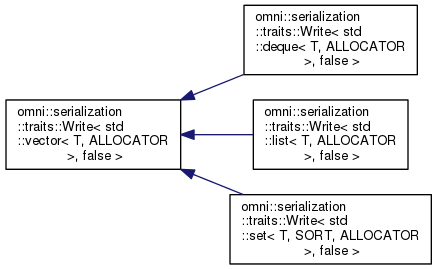 omni::serialization
::traits::Write< std
::deque< T, ALLOCATOR
>, false >
omni::serialization
::traits::Write< std
::vector< T, ALLOCATOR
>, false >
omni::serialization
::traits::Write< std
::list< T, ALLOCATOR
>, false >
omni::serialization
::traits::Write< std
::set< T, SORT, ALLOCATOR
>, false >